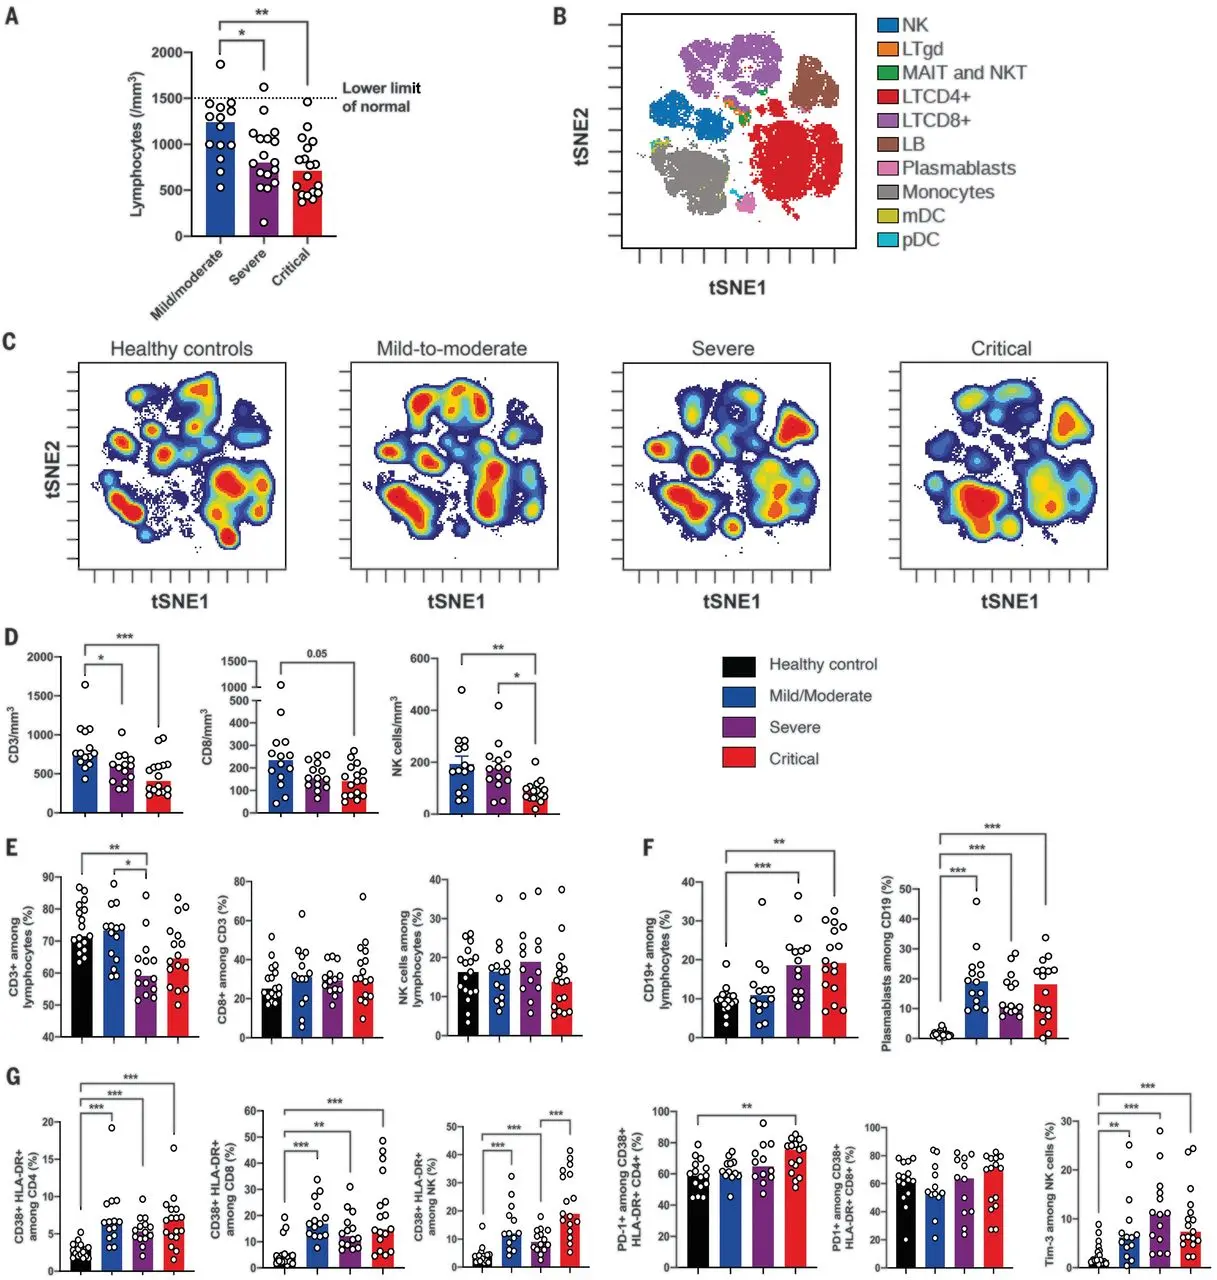 A
**
*
2000
1500
1000
500
0
Lymphocytes (/mm3)
Lower limit
of normal
Mild/moderate
Severe
Critical
B
tSNE2
tSNE1
NK
LTgd
MAIT and NKT
LTCD4+
LTCD8+
LB
Plasmablasts
Monocytes
mDC
pDC
C
Healthy controls
Mild-to-moderate
Severe
Critical
tSNE2
tSNE1
tSNE1
tSNE1
tSNE1
D
***
*
2000
1500
1000
500
0
CD3/mm3
0.05
1500
1000
500
400
300
200
100
0
CD8/mm3
**
*
600
400
200
0
NK cells/mm3
Healthy control
Mild/Moderate
Severe
Critical
E
**
*
90
80
70
60
50
40
CD3+ among
lymphocytes (%)
80
60
40
20
0
CD8+ among CD3 (%)
40
30
20
10
0
NK cells among
lymphocytes (%)
F
**
***
40
30
20
10
0
CD19+ among
lymphocytes (%)
***
***
***
50
40
30
20
10
0
Plasmablasts among CD19 (%)
G
***
***
***
20
15
10
5
0
CD38+ HLA-DR+
among CD4 (%)
***
**
***
60
50
40
30
20
10
0
CD38+ HLA-DR+
among CD8 (%)
***
***
***
50
40
30
20
10
0
CD38+ HLA-DR+
among NK (%)
**
100
80
60
40
20
0
PD-1+ among CD38+
HLA-DR+ CD4+ (%)
100
80
60
40
20
0
PD1+ among CD38+
HLA-DR+ CD8+ (%)
***
***
**
30
20
10
0
Tim-3 among NK cells (%)